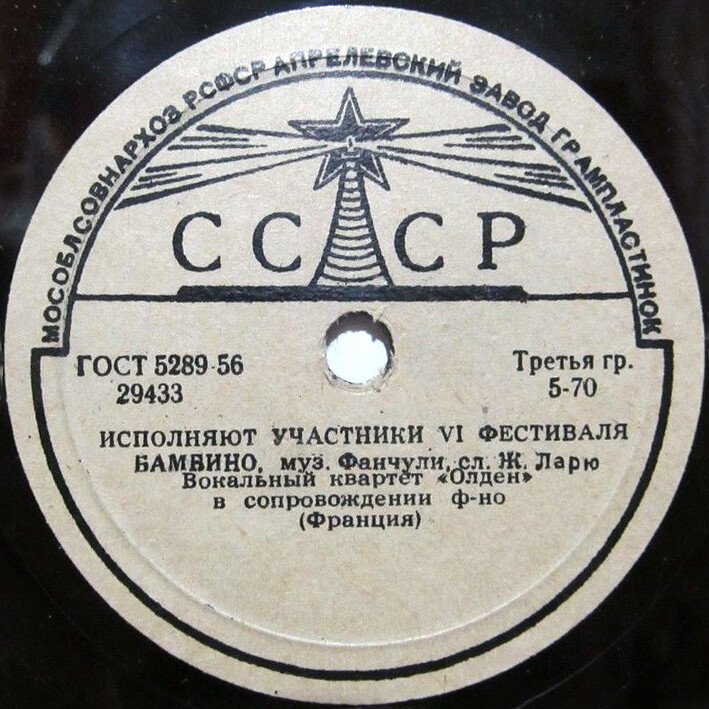 МОСОБЛСОВНАРХОЗ РСФСР АПРЕЛЕВСКИЙ ЗАВОД ГРАМПЛАСТИНОК
СССР
ГОСТ 5289-56
29433
Третья гр.
5-70
ИСПОЛНЯЮТ УЧАСТНИКИ VI ФЕСТИВАЛЯ
БАМБИНО, муз. Фанчули, сл. Ж. Ларю
Вокальный квартет «Олден»
в сопровождении ф-но
(Франция)